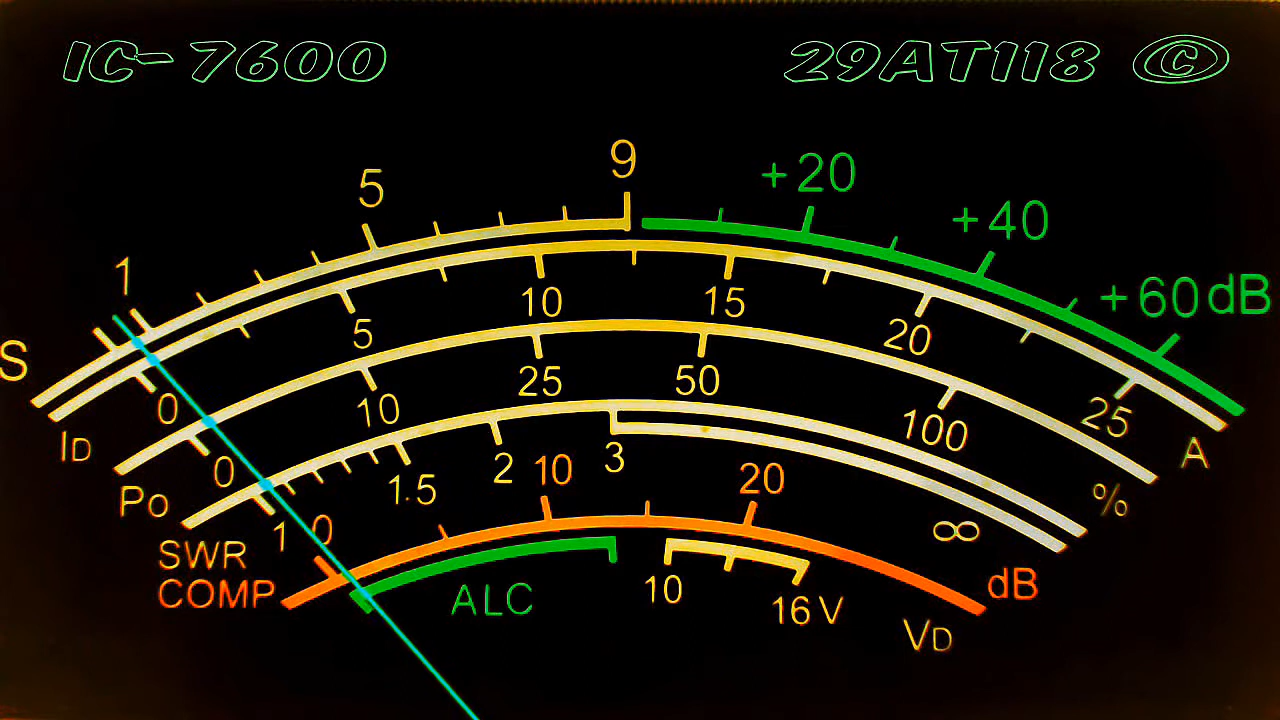 IC-7600 29AT118 ©
1 5 9 +20 +40 +60dB
S
0 5 10 15 20 25 A
ID
0 10 25 50 100 %
Po
1 1.5 2 3 ∞
SWR
0 10 20 dB
COMP
ALC
10 16V VD